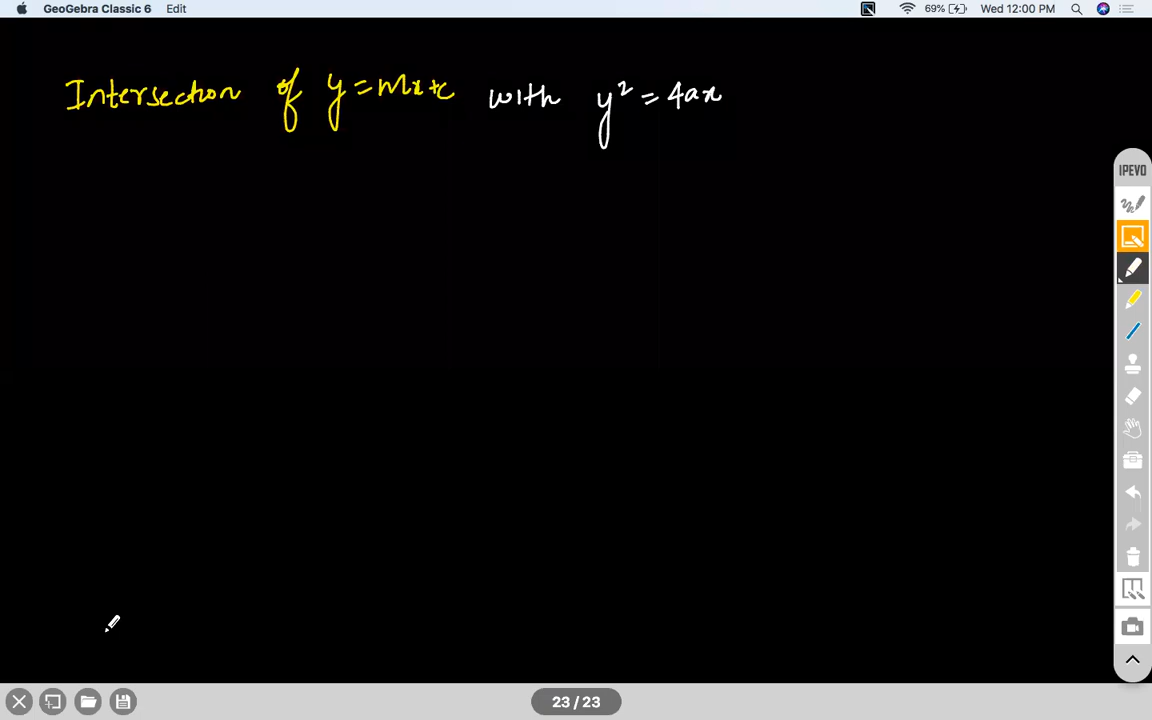 GeoGebra Classic 6 Edit 69% Wed 12:00 PM
Intersection of y = mx + c with y² = 4ax
IPEVO
23 / 23